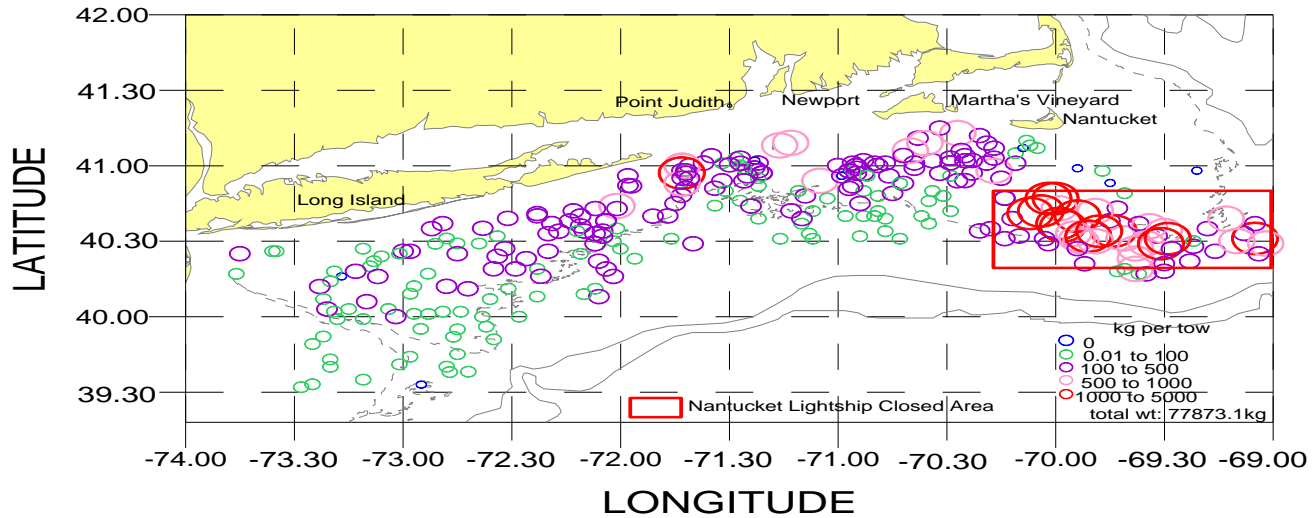 42.00
41.30
41.00
40.30
40.00
39.30
LATITUDE
Point Judith
Newport
Martha's Vineyard
Nantucket
Long Island
kg per tow
0
0.01 to 100
100 to 500
500 to 1000
1000 to 5000
total wt: 77873.1kg
Nantucket Lightship Closed Area
-74.00 -73.30 -73.00 -72.30 -72.00 -71.30 -71.00 -70.30 -70.00 -69.30 -69.00
LONGITUDE